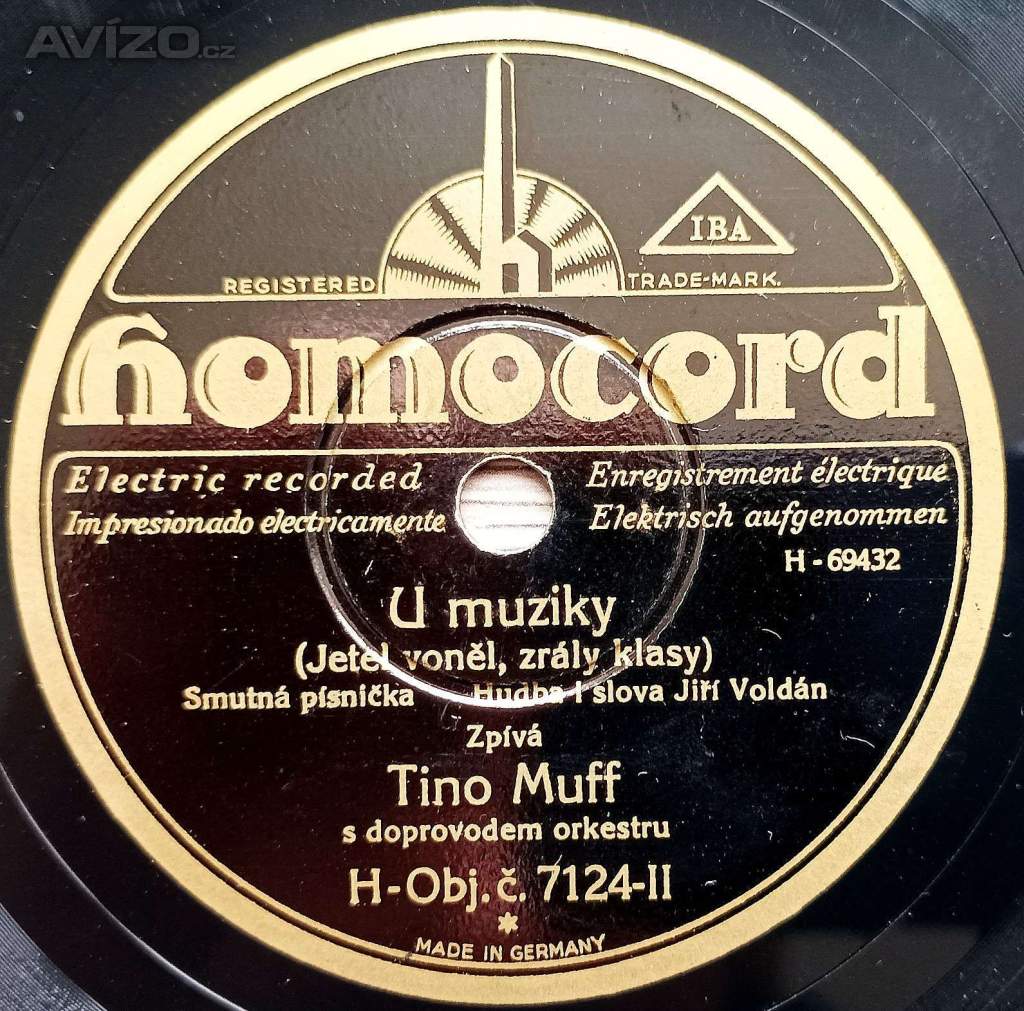 AVÍZO.cz
IBA
REGISTERED TRADE-MARK.
homocord
Electric recorded Enregistrement électrique
Impresionado electricamente Elektrisch aufgenommen
H - 69432
U muziky
(Jetel voněl, zrály klasy)
Smutná písnička Hudba i slova Jiří Voldán
Zpívá
Tino Muff
s doprovodem orkestru
H-Obj. č. 7124-II
*
MADE IN GERMANY